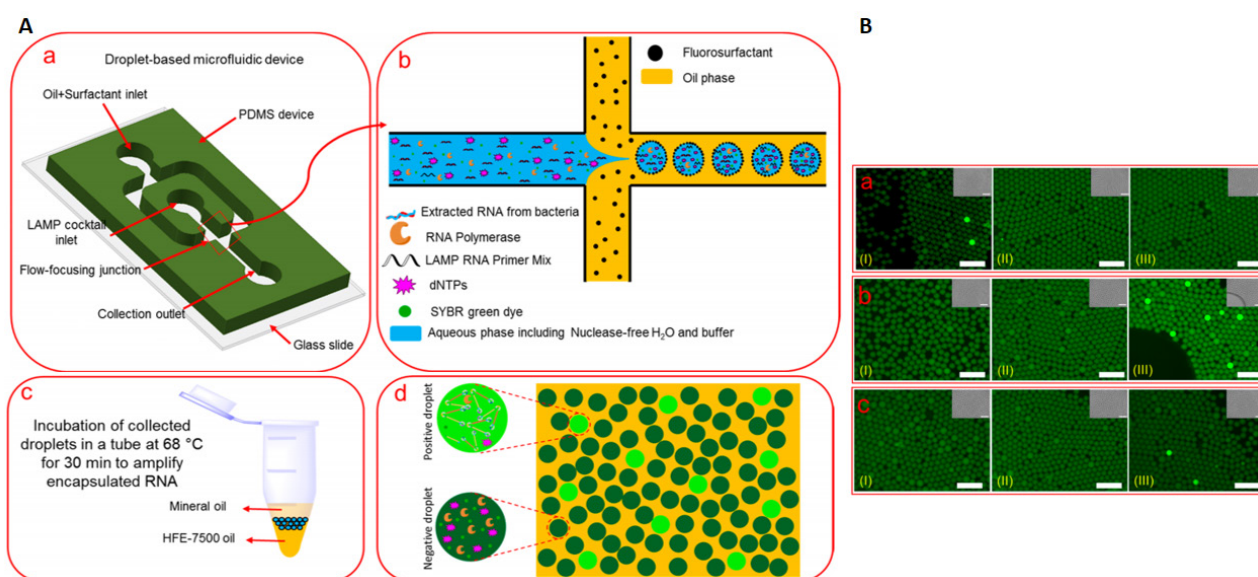 A
a
Droplet-based microfluidic device
Oil+Surfactant inlet
PDMS device
LAMP cocktail
inlet
Flow-focusing junction
Collection outlet
Glass slide
b
Fluorosurfactant
Oil phase
Extracted RNA from bacteria
RNA Polymerase
LAMP RNA Primer Mix
dNTPs
SYBR green dye
Aqueous phase including Nuclease-free H₂O and buffer
c
Incubation of collected
droplets in a tube at 68 °C
for 30 min to amplify
encapsulated RNA
Mineral oil
HFE-7500 oil
d
Positive droplet
Negative droplet
B
a
(I)
(II)
(III)
b
(I)
(II)
(III)
c
(I)
(II)
(III)